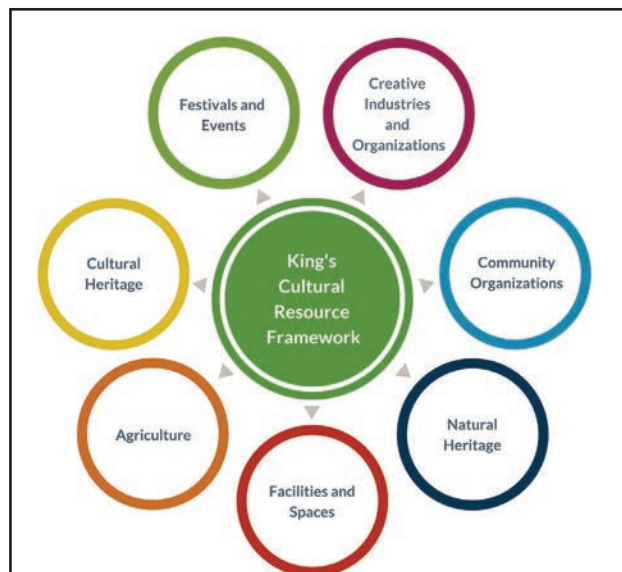 Festivals and
Events
Creative
Industries
and
Organizations
Cultural
Heritage
King's
Cultural
Resource
Framework
Community
Organizations
Agriculture
Natural
Heritage
Facilities and
Spaces